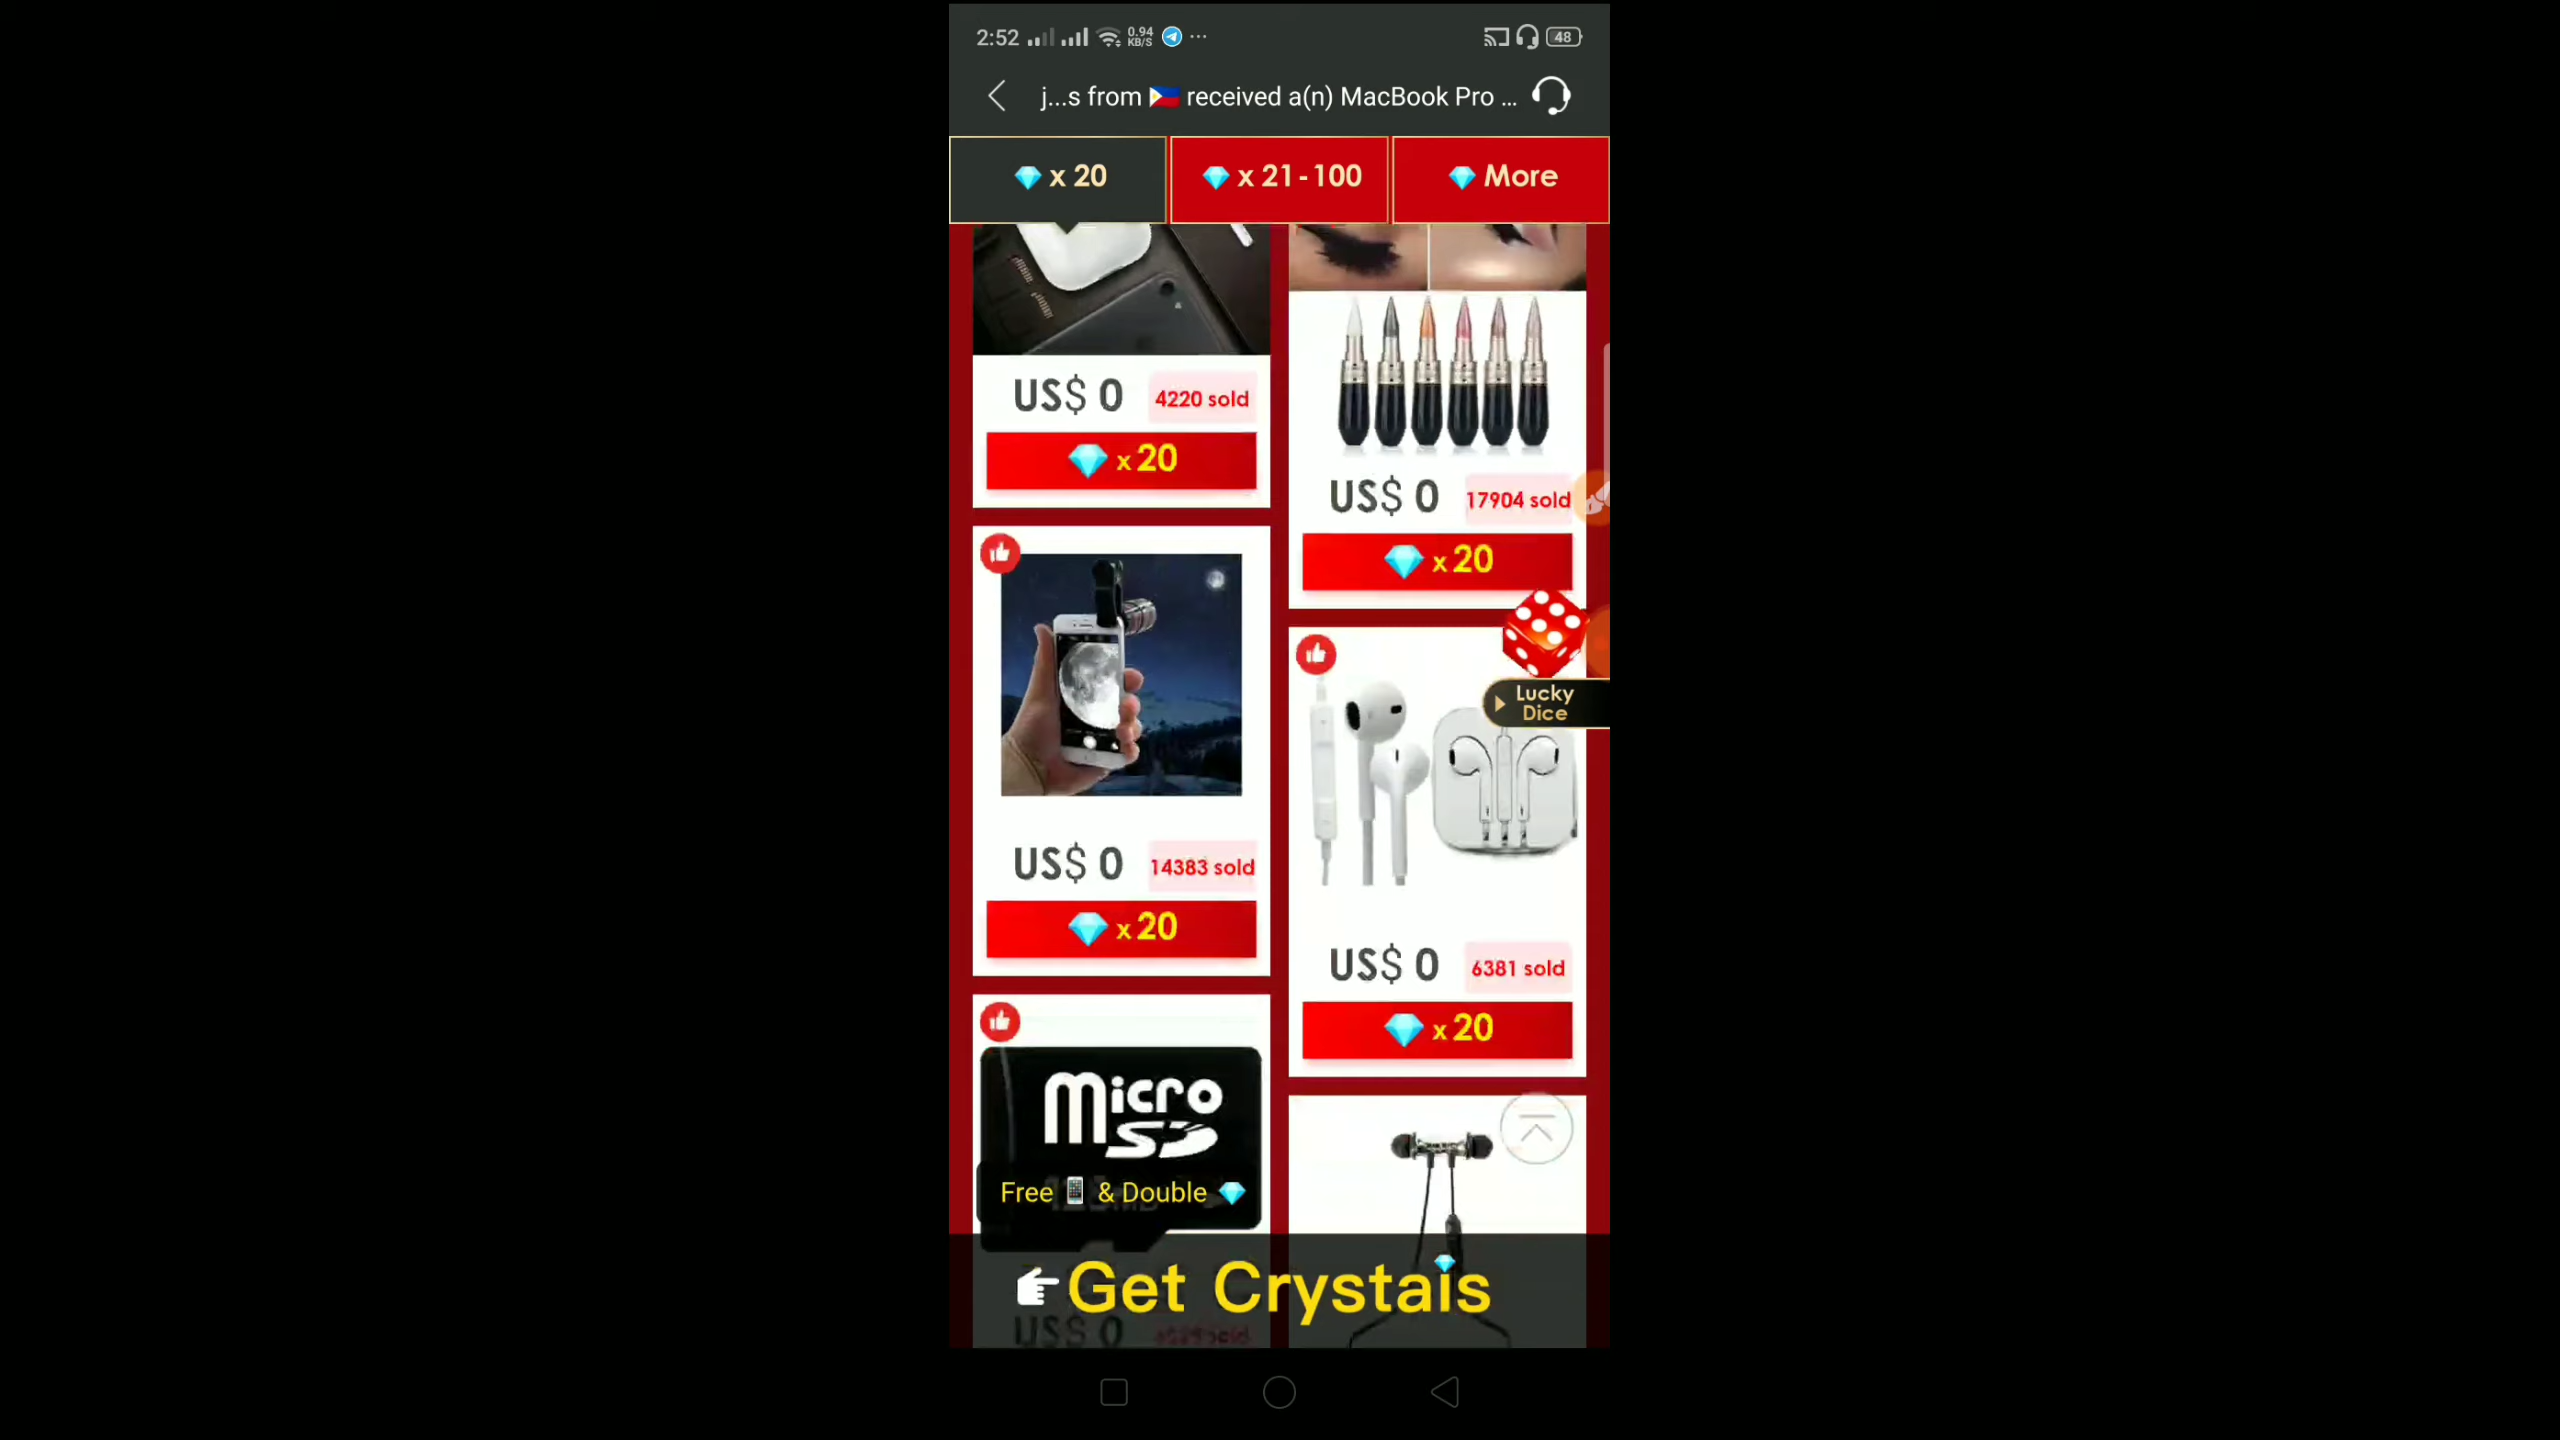 2:52 0.94 KB/S 48
j...s from 🇵🇭 received a(n) MacBook Pro ...
x 20
x 21-100
More
US$ 0
4220 sold
x 20
US$ 0
17904 sold
x 20
Lucky
Dice
US$ 0
14383 sold
x 20
US$ 0
6381 sold
x 20
Micro
SD
Free & Double
Get Crystals
US$ 0